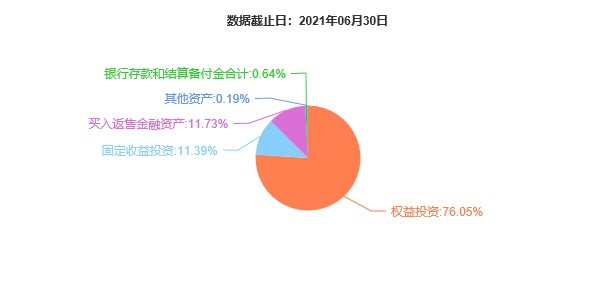 数据截止日：2021年06月30日
银行存款和结算备付金合计:0.64%
其他资产:0.19%
买入返售金融资产:11.73%
固定收益投资:11.39%
权益投资:76.05%